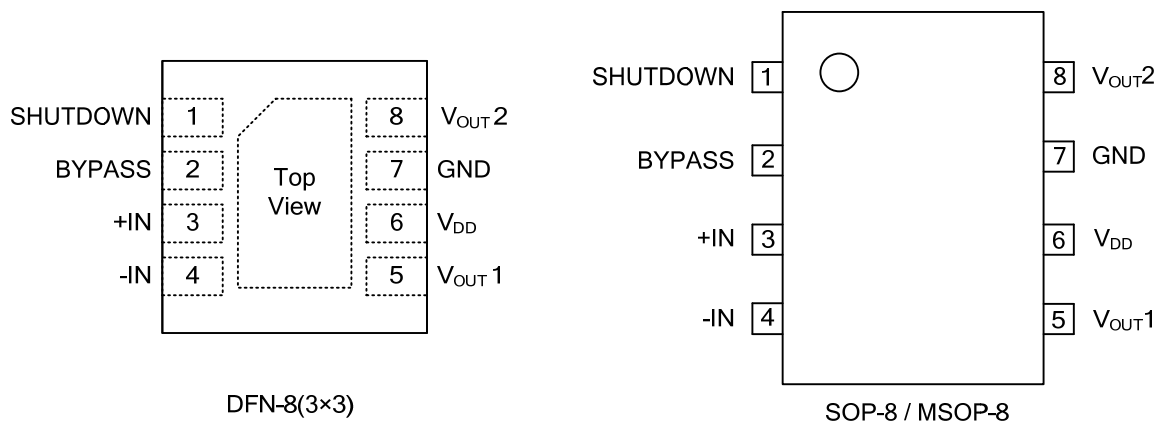 SHUTDOWN 1 8 VOUT2
BYPASS 2 7 GND
+IN 3 6 VDD
-IN 4 5 VOUT1
Top
View
DFN-8(3×3)
SHUTDOWN 1 8 VOUT2
BYPASS 2 7 GND
+IN 3 6 VDD
-IN 4 5 VOUT1
SOP-8 / MSOP-8